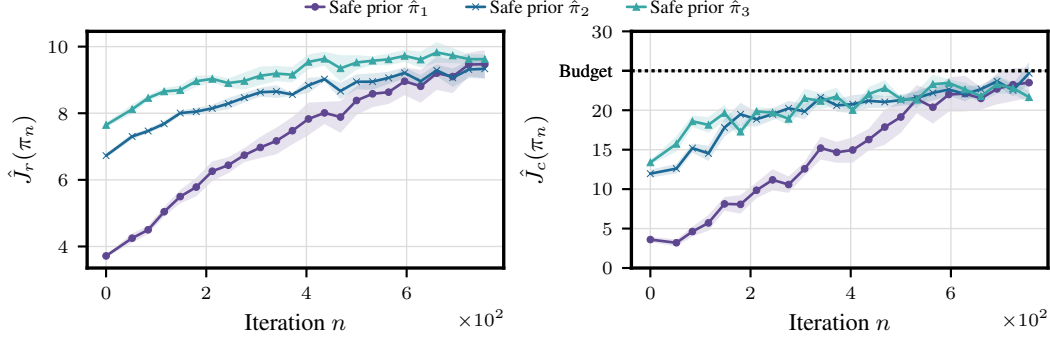 Safe prior π̂₁ Safe prior π̂₂ Safe prior π̂₃
10
8
6
4
Ĵᵣ(πₙ)
0 2 4 6
Iteration n ×10²
30
Budget
20
15
10
5
0
Ĵ_c(πₙ)
0 2 4 6
Iteration n ×10²